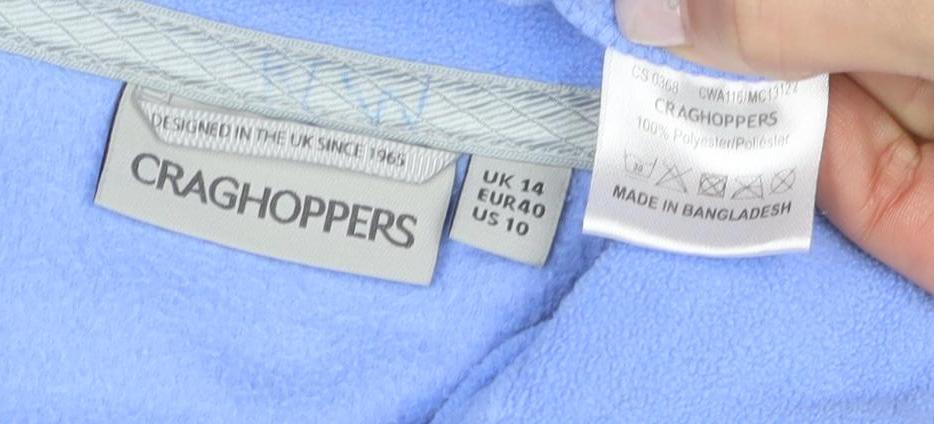 DESIGNED IN THE UK SINCE 1965
CRAGHOPPERS
UK 14
EUR40
US 10
CS 0368 CWA116/MC13124
CRAGHOPPERS
100% Polyester/Poliéster
30
MADE IN BANGLADESH